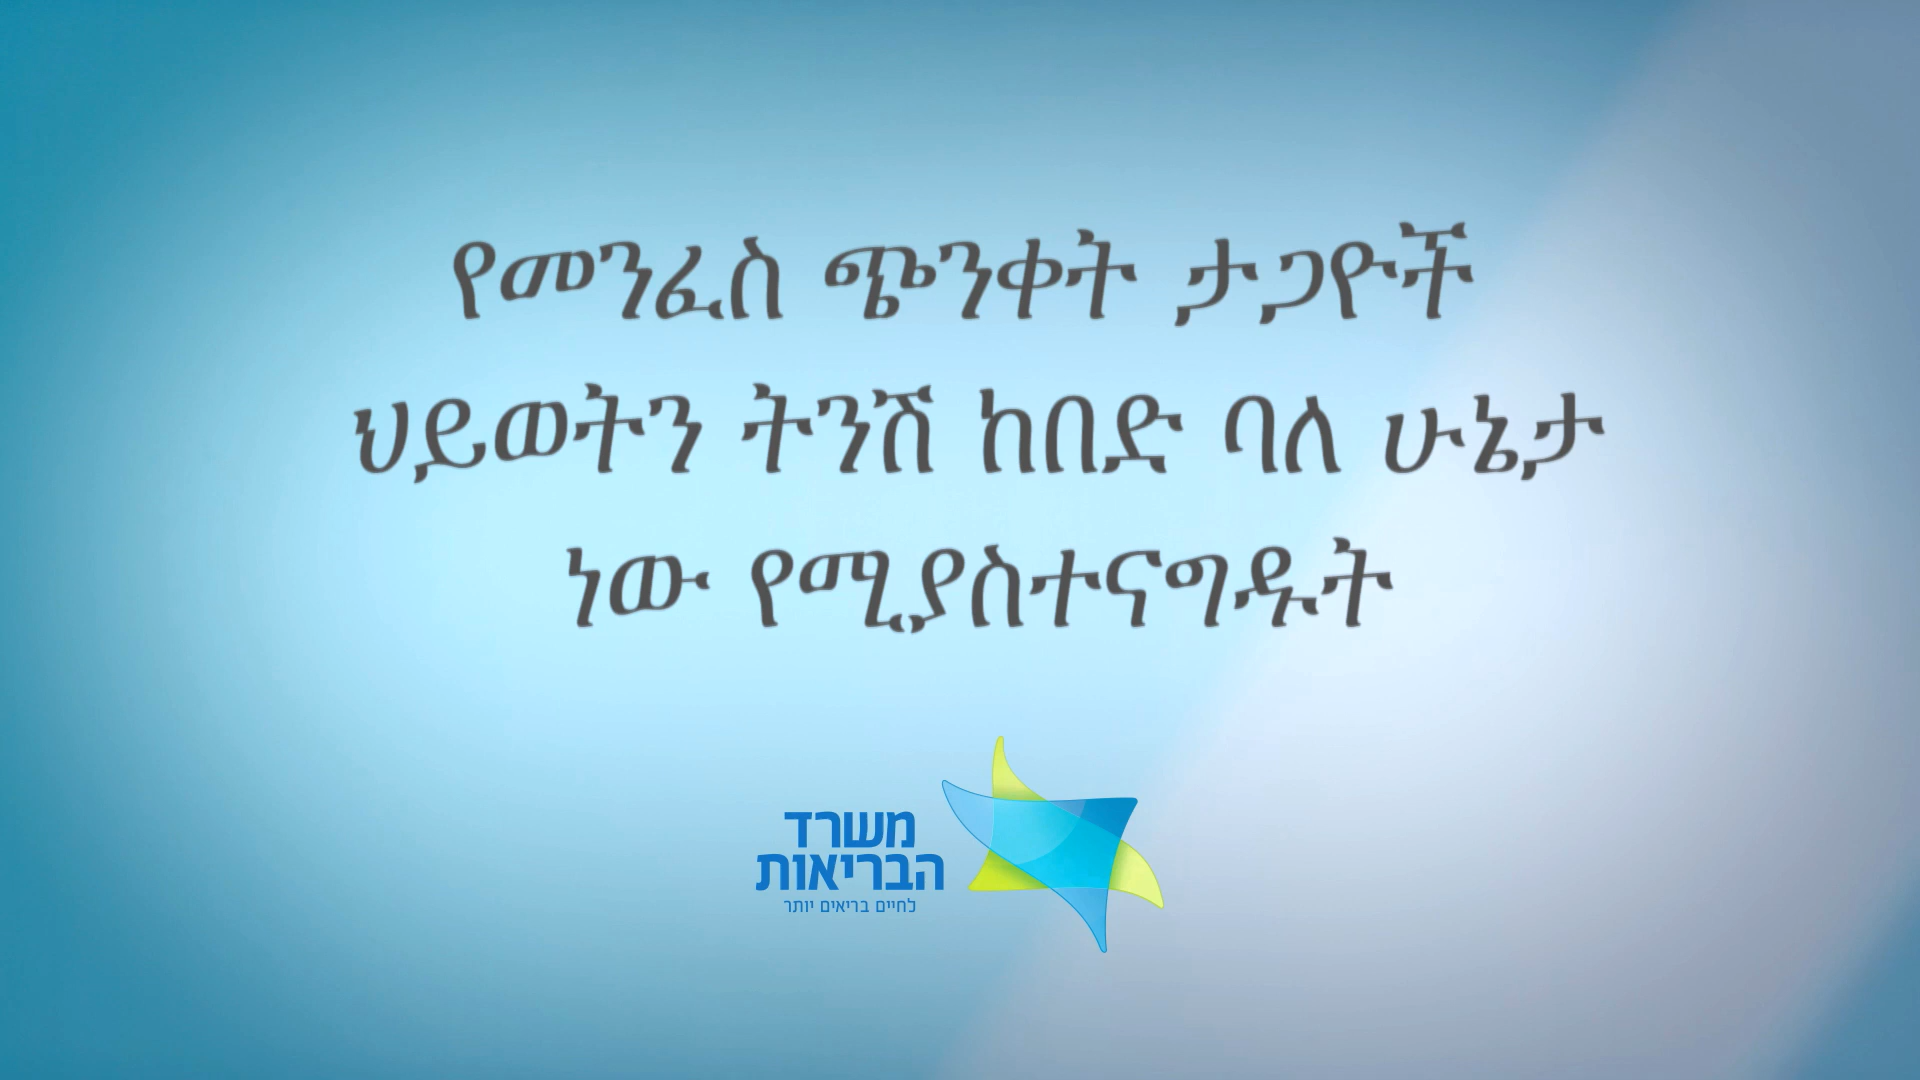 የመንፈስ ጭንቀት ታጋዮች
ህይወትን ትንሽ ከበድ ባለ ሁኔታ
ነው የሚያስተናግዱት
משרד
הבריאות
לחיים בריאים יותר